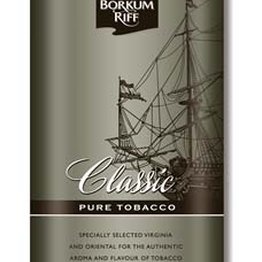 BORKUM
RIFF
Classic
PURE TOBACCO
SPECIALLY SELECTED VIRGINIA
AND ORIENTAL FOR THE AUTHENTIC
AROMA AND FLAVOUR OF TOBACCO